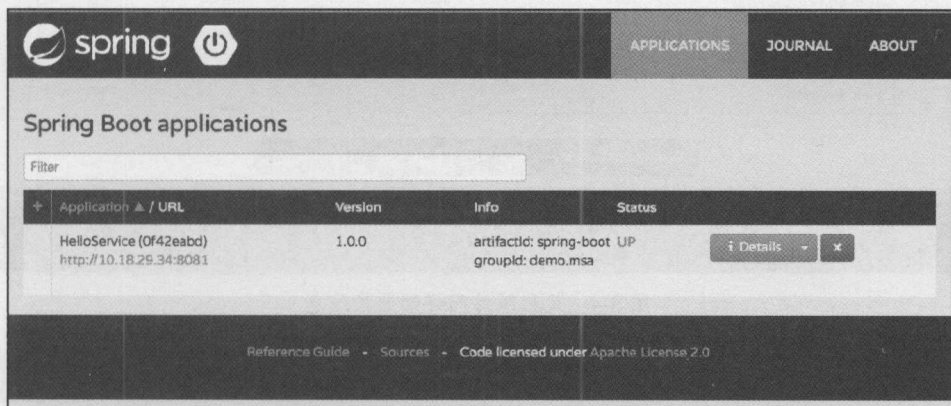 spring
APPLICATIONS JOURNAL ABOUT
Spring Boot applications
Filter
+ Application ▲ / URL Version Info Status
HelloService (0f42eabd) 1.0.0 artifactId: spring-boot UP i Details x
http://10.18.29.34:8081 groupId: demo.msa
Reference Guide - Sources - Code licensed under Apache License 2.0